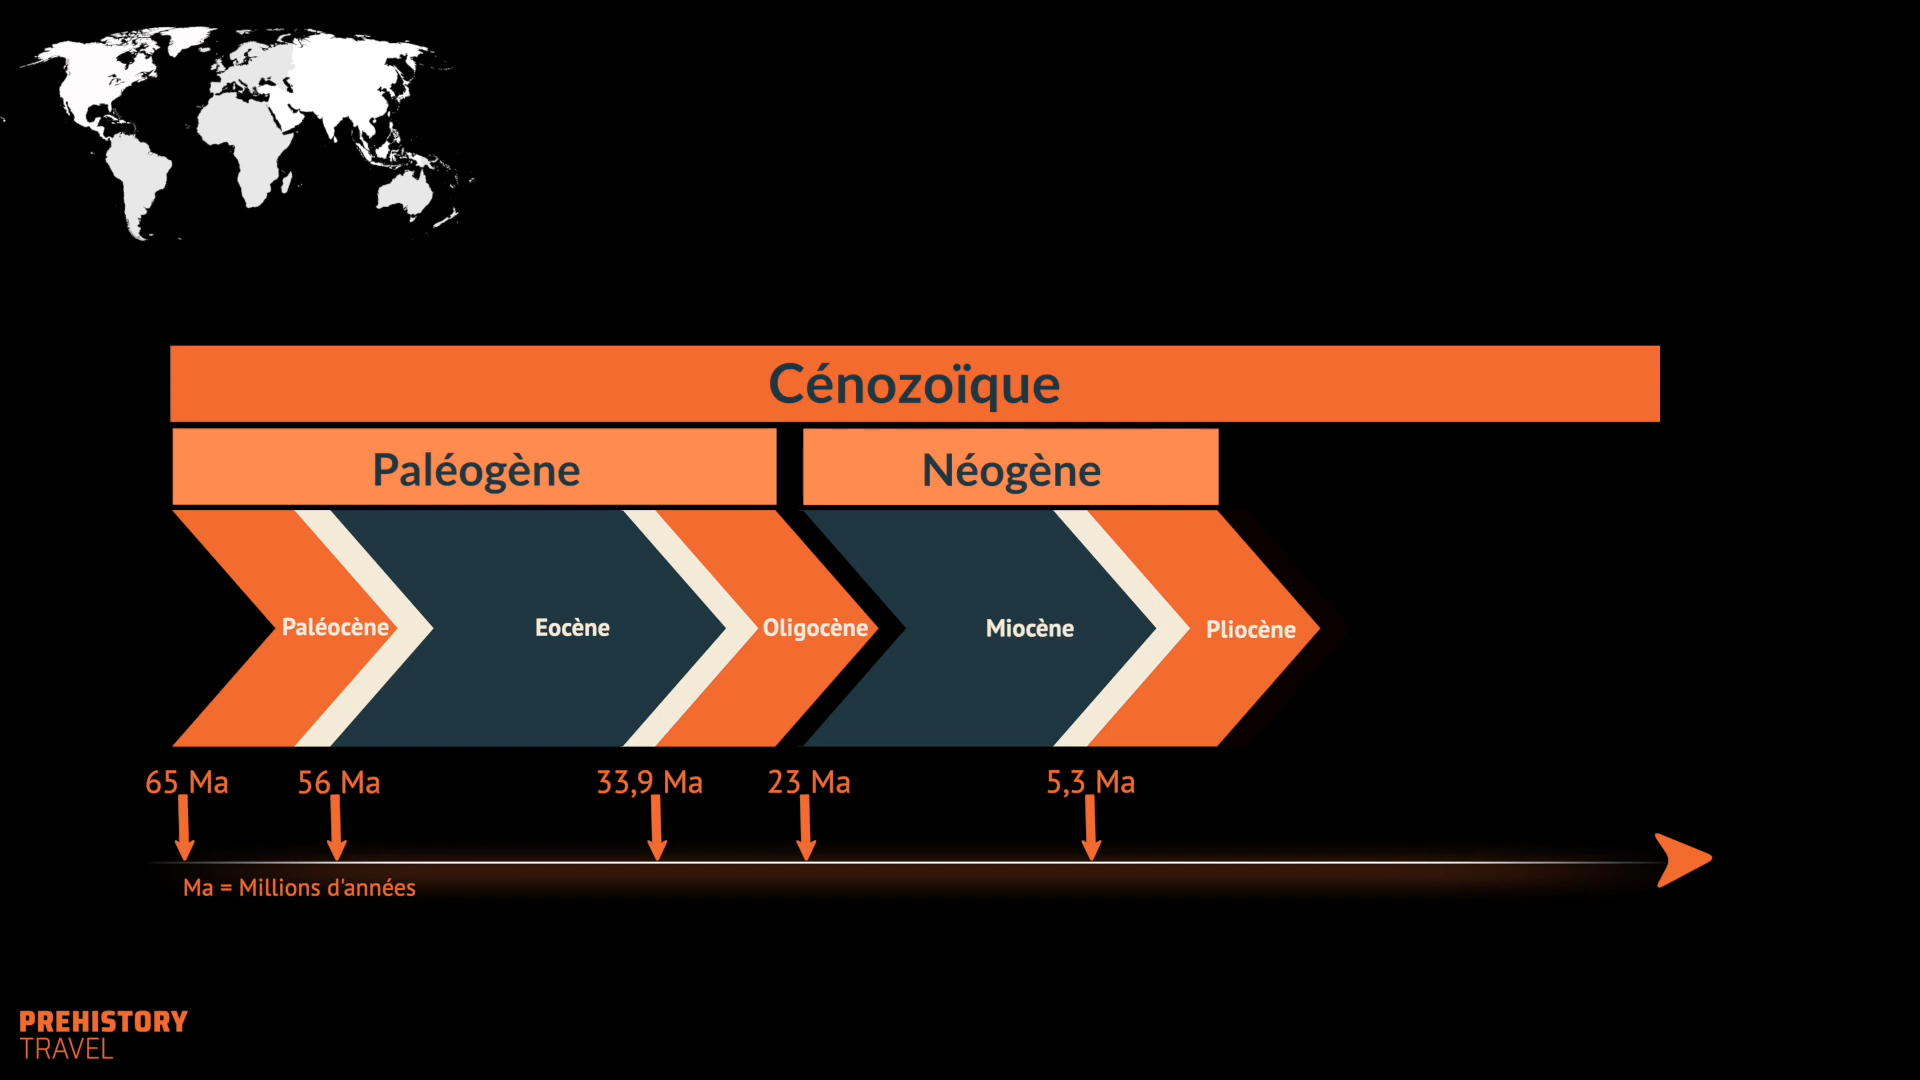 Cénozoïque
Paléogène
Néogène
Paléocène
Eocène
Oligocène
Miocène
Pliocène
65 Ma
56 Ma
33,9 Ma
23 Ma
5,3 Ma
Ma = Millions d'années
PREHISTORY
TRAVEL